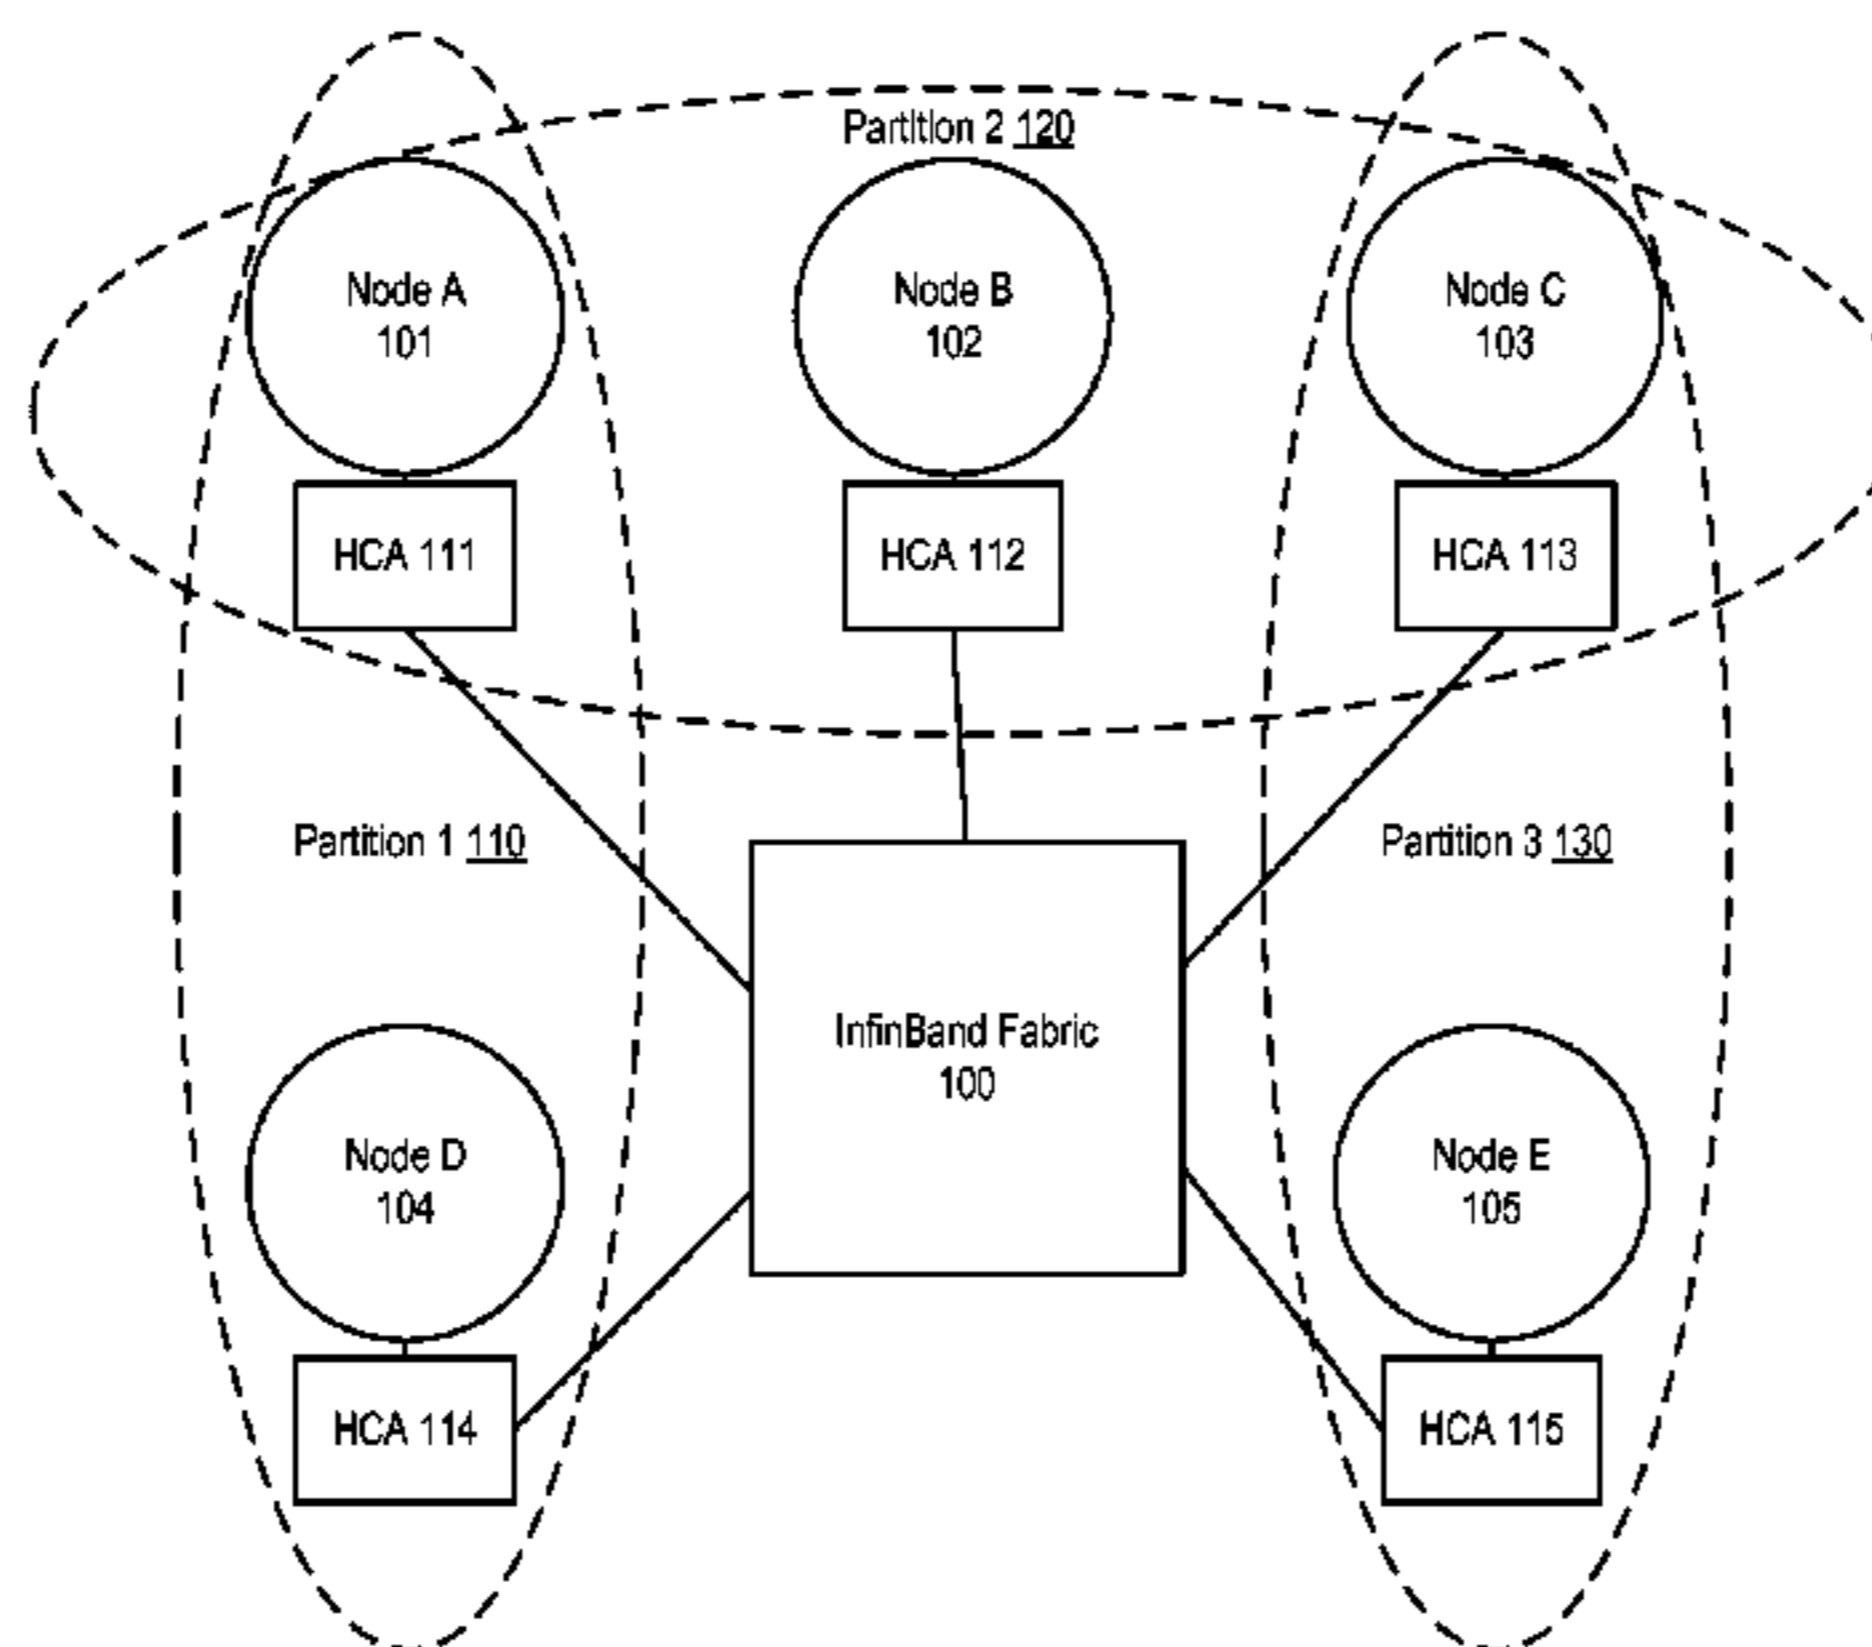 Partition 2 120
Node A
101
Node B
102
Node C
103
HCA 111
HCA 112
HCA 113
Partition 1 110
Partition 3 130
InfinBand Fabric
100
Node D
104
Node E
105
HCA 114
HCA 115